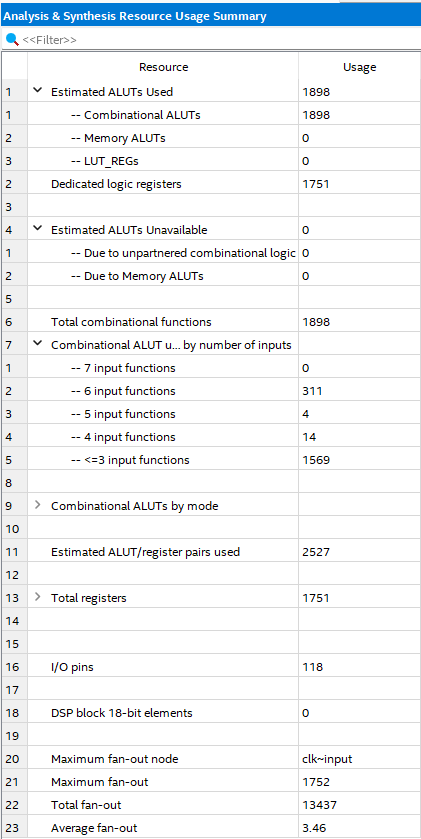 Analysis & Synthesis Resource Usage Summary
<<Filter>>
Resource Usage
1 Estimated ALUTs Used 1898
1 -- Combinational ALUTs 1898
2 -- Memory ALUTs 0
3 -- LUT_REGs 0
2 Dedicated logic registers 1751
3
4 Estimated ALUTs Unavailable 0
1 -- Due to unpartnered combinational logic 0
2 -- Due to Memory ALUTs 0
5
6 Total combinational functions 1898
7 Combinational ALUT u... by number of inputs
1 -- 7 input functions 0
2 -- 6 input functions 311
3 -- 5 input functions 4
4 -- 4 input functions 14
5 -- <=3 input functions 1569
8
9 Combinational ALUTs by mode
10
11 Estimated ALUT/register pairs used 2527
12
13 Total registers 1751
14
15
16 I/O pins 118
17
18 DSP block 18-bit elements 0
19
20 Maximum fan-out node clk~input
21 Maximum fan-out 1752
22 Total fan-out 13437
23 Average fan-out 3.46